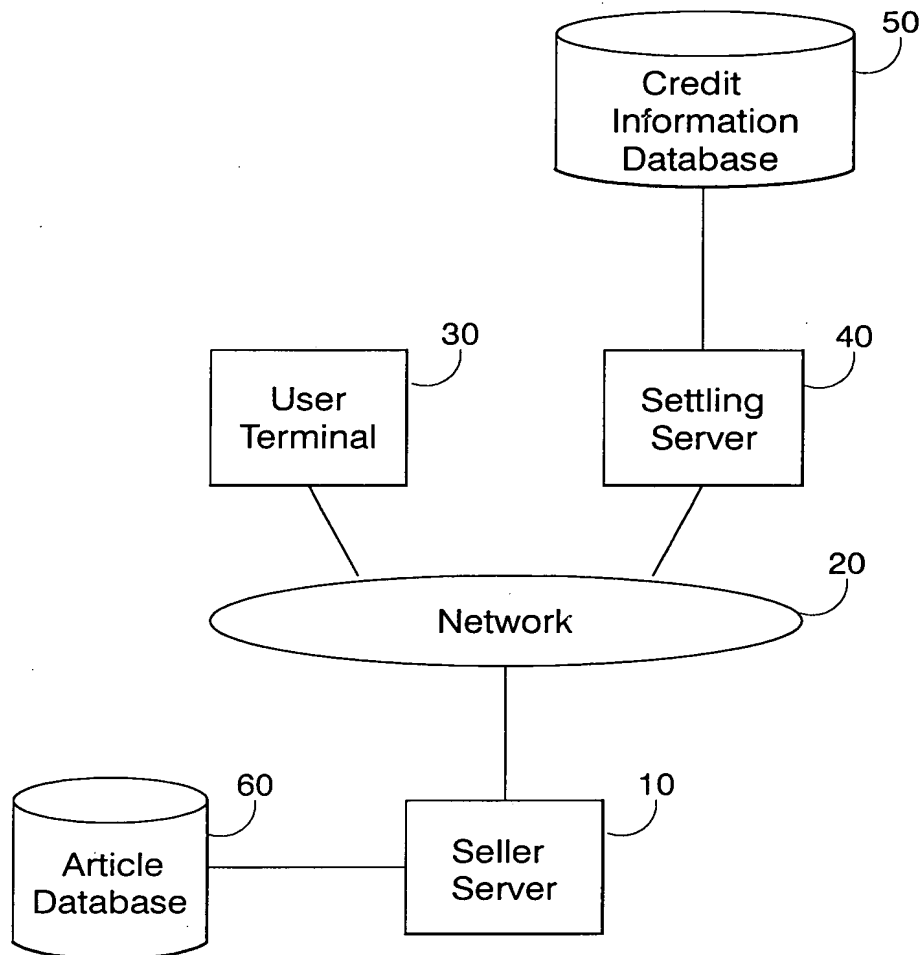 50
Credit
Information
Database
30
40
User
Terminal
Settling
Server
20
Network
60
10
Article
Database
Seller
Server